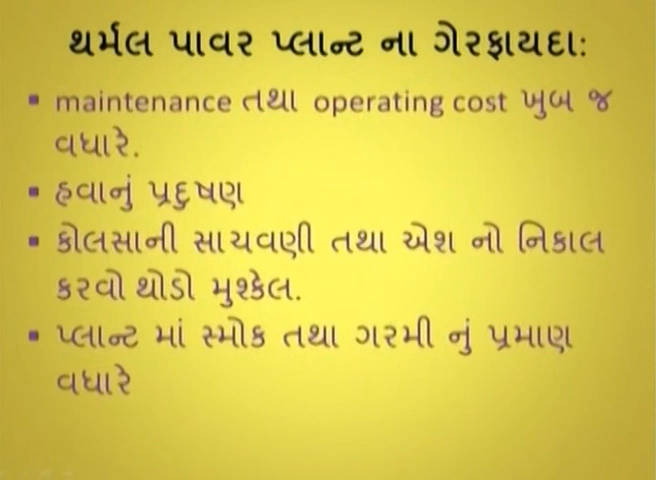 થર્મલ પાવર પ્લાન્ટ ના ગેરફાયદા:
▪ maintenance તથા operating cost ખુબ જ
વધારે.
▪ હવાનું પ્રદુષણ
▪ કોલસાની સાચવણી તથા એશ નો નિકાલ
કરવો થોડો મુશ્કેલ.
▪ પ્લાન્ટ માં સ્મોક તથા ગરમી નું પ્રમાણ
વધારે